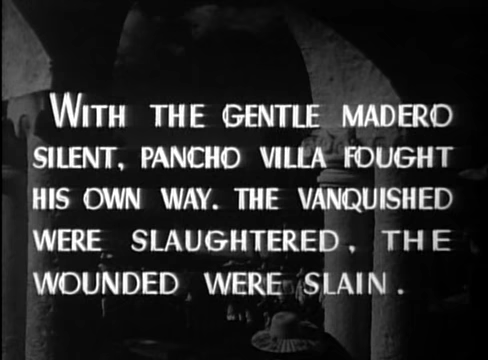 WITH THE GENTLE MADERO
SILENT, PANCHO VILLA FOUGHT
HIS OWN WAY. THE VANQUISHED
WERE SLAUGHTERED, THE
WOUNDED WERE SLAIN.